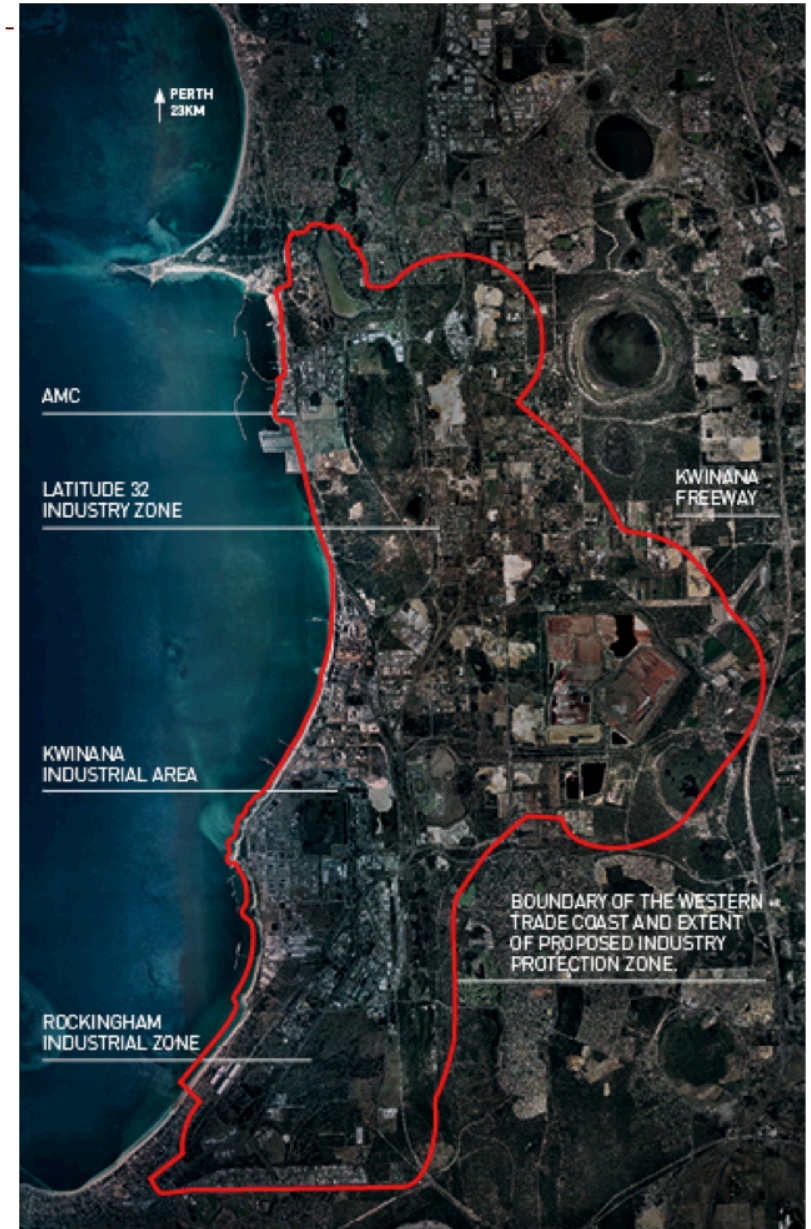 PERTH
23KM
AMC
LATITUDE 32
INDUSTRY ZONE
KWINANA
FREEWAY
KWINANA
INDUSTRIAL AREA
BOUNDARY OF THE WESTERN
TRADE COAST AND EXTENT
OF PROPOSED INDUSTRY
PROTECTION ZONE.
ROCKINGHAM
INDUSTRIAL ZONE